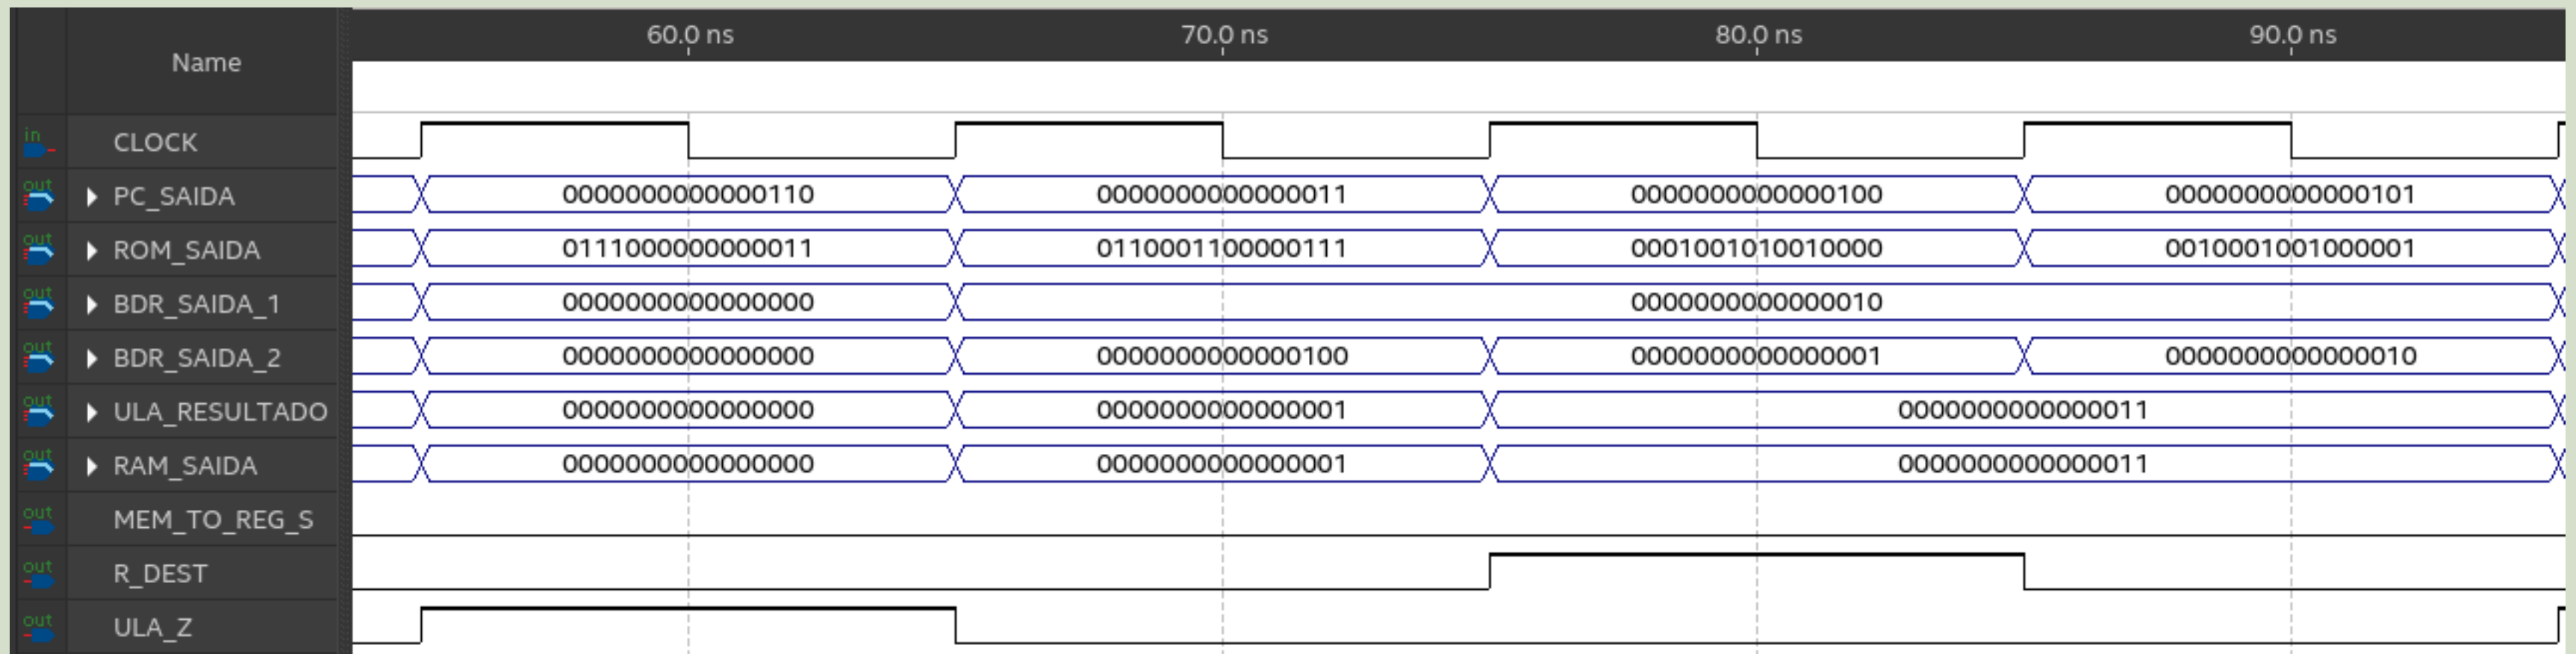 60.0 ns 70.0 ns 80.0 ns 90.0 ns
Name
in CLOCK
out PC_SAIDA 0000000000000110 0000000000000011 0000000000000100 0000000000000101
out ROM_SAIDA 0111000000000011 0110001100000111 0001001010010000 0010001001000001
out BDR_SAIDA_1 0000000000000000 0000000000000010
out BDR_SAIDA_2 0000000000000000 0000000000000100 0000000000000001 0000000000000010
out ULA_RESULTADO 0000000000000000 0000000000000001 0000000000000011
out RAM_SAIDA 0000000000000000 0000000000000001 0000000000000011
out MEM_TO_REG_S
out R_DEST
out ULA_Z